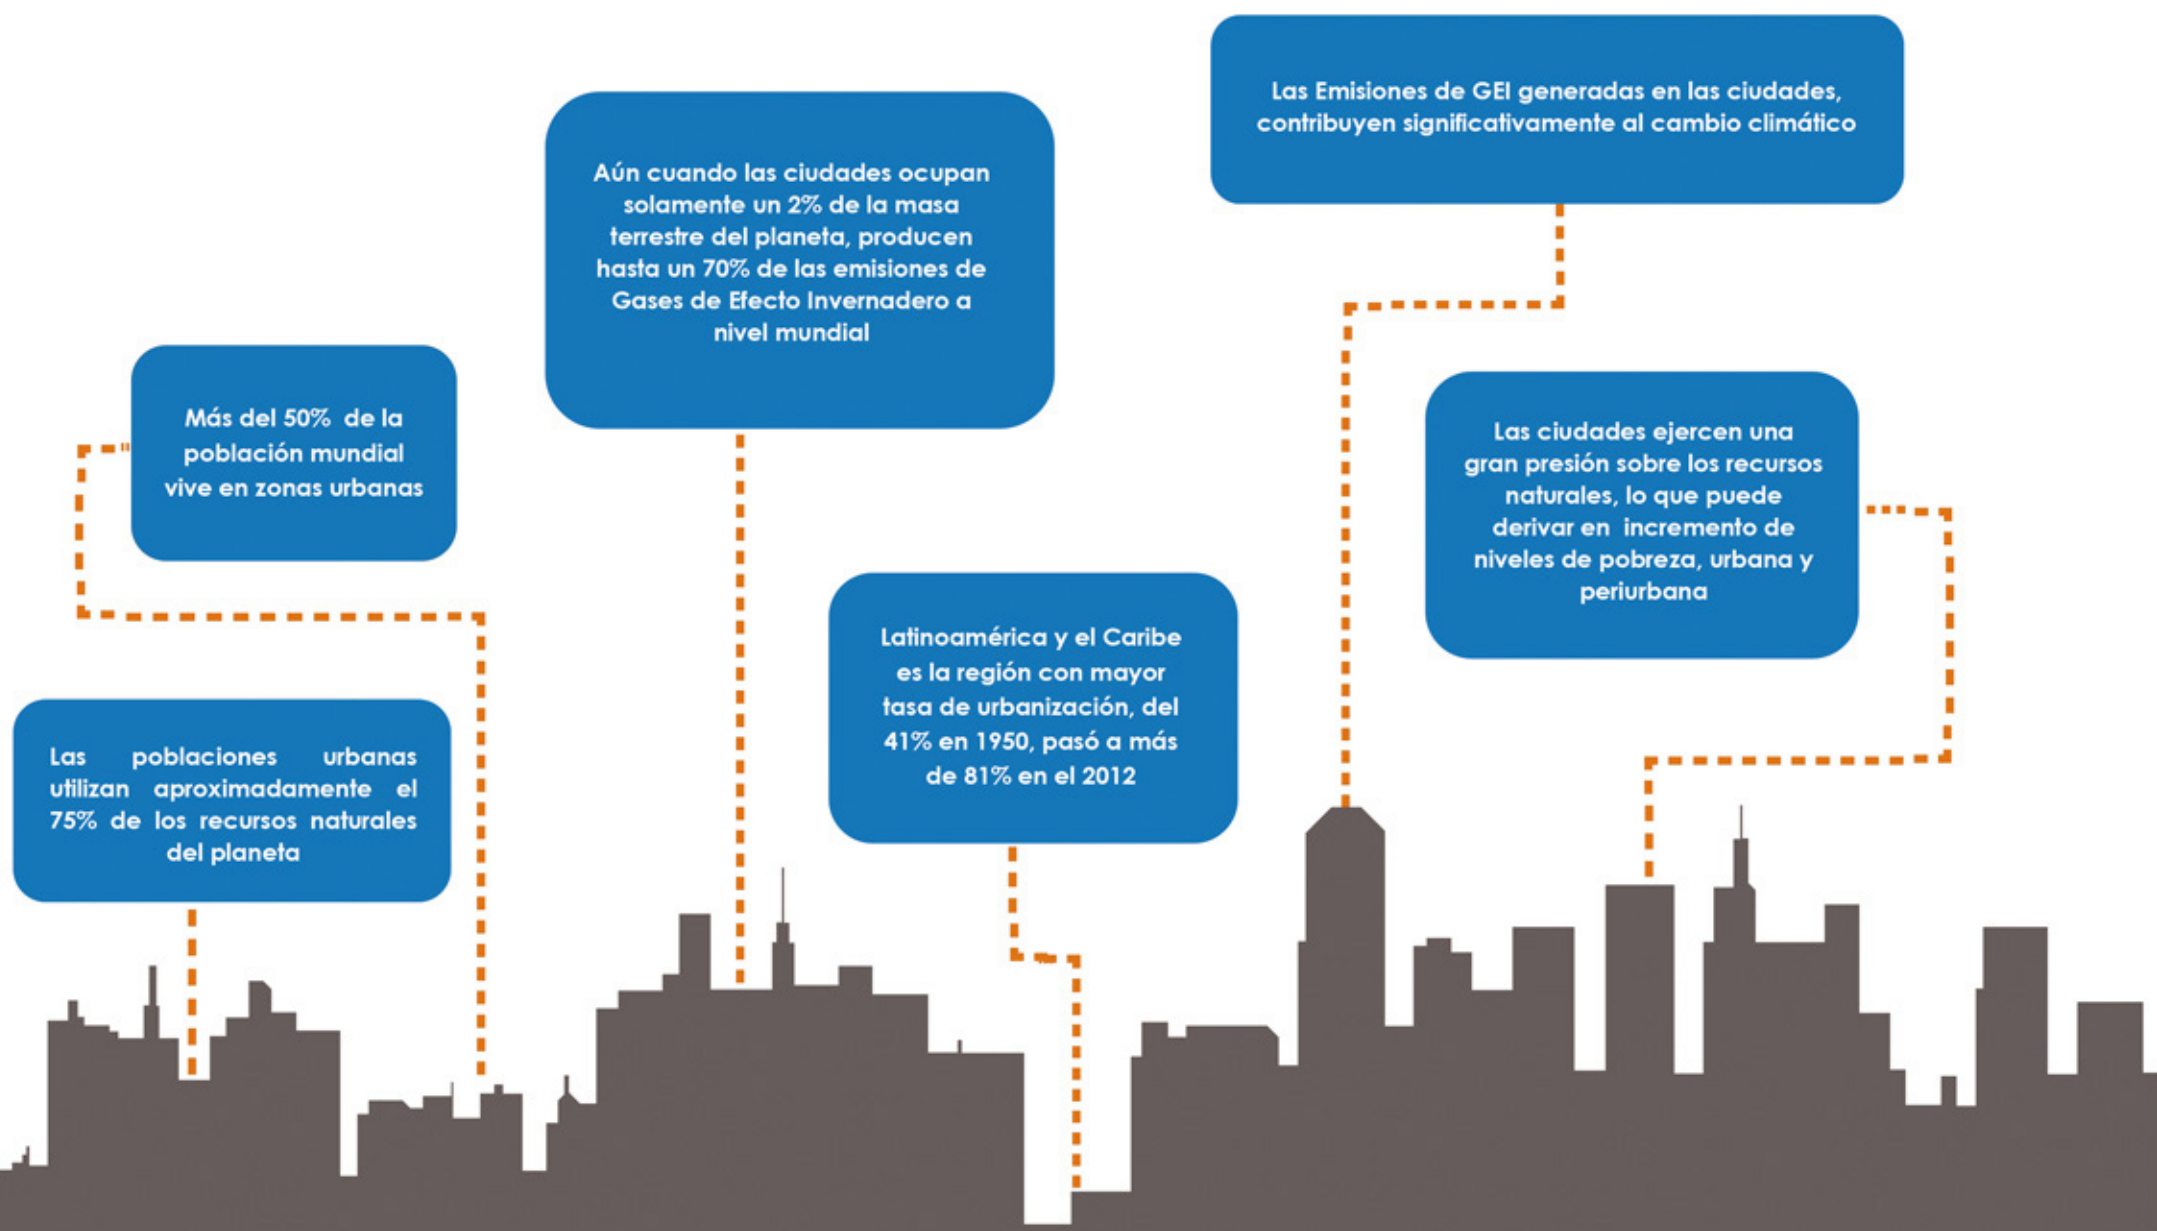 Las Emisiones de GEI generadas en las ciudades,
contribuyen significativamente al cambio climático
Aún cuando las ciudades ocupan
solamente un 2% de la masa
terrestre del planeta, producen
hasta un 70% de las emisiones de
Gases de Efecto Invernadero a
nivel mundial
Más del 50% de la
población mundial
vive en zonas urbanas
Las ciudades ejercen una
gran presión sobre los recursos
naturales, lo que puede
derivar en incremento de
niveles de pobreza, urbana y
periurbana
Latinoamérica y el Caribe
es la región con mayor
tasa de urbanización, del
41% en 1950, pasó a más
de 81% en el 2012
Las poblaciones urbanas
utilizan aproximadamente el
75% de los recursos naturales
del planeta